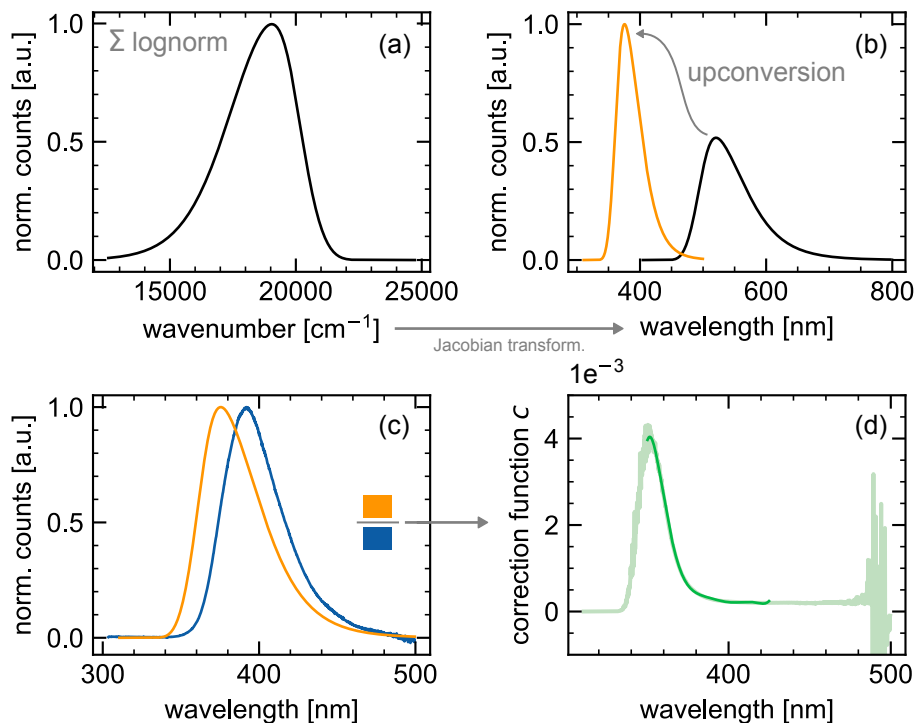 Σ lognorm
(a)
norm. counts [a.u.]
1.0
0.5
0.0
15000
20000
25000
wavenumber [cm⁻¹]
(b)
upconversion
norm. counts [a.u.]
1.0
0.5
0.0
400
600
800
wavelength [nm]
Jacobian transform.
(c)
norm. counts [a.u.]
1.0
0.5
0.0
300
400
500
wavelength [nm]
1e−3
(d)
correction function c
4
2
0
400
500
wavelength [nm]